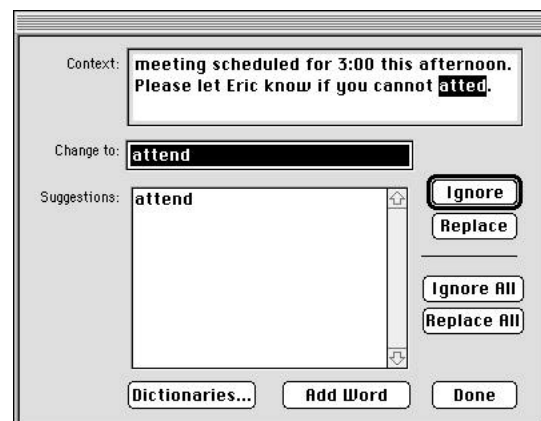 Context:
meeting scheduled for 3:00 this afternoon.
Please let Eric know if you cannot atted.
Change to:
attend
Suggestions:
attend
Ignore
Replace
Ignore All
Replace All
Dictionaries...
Add Word
Done